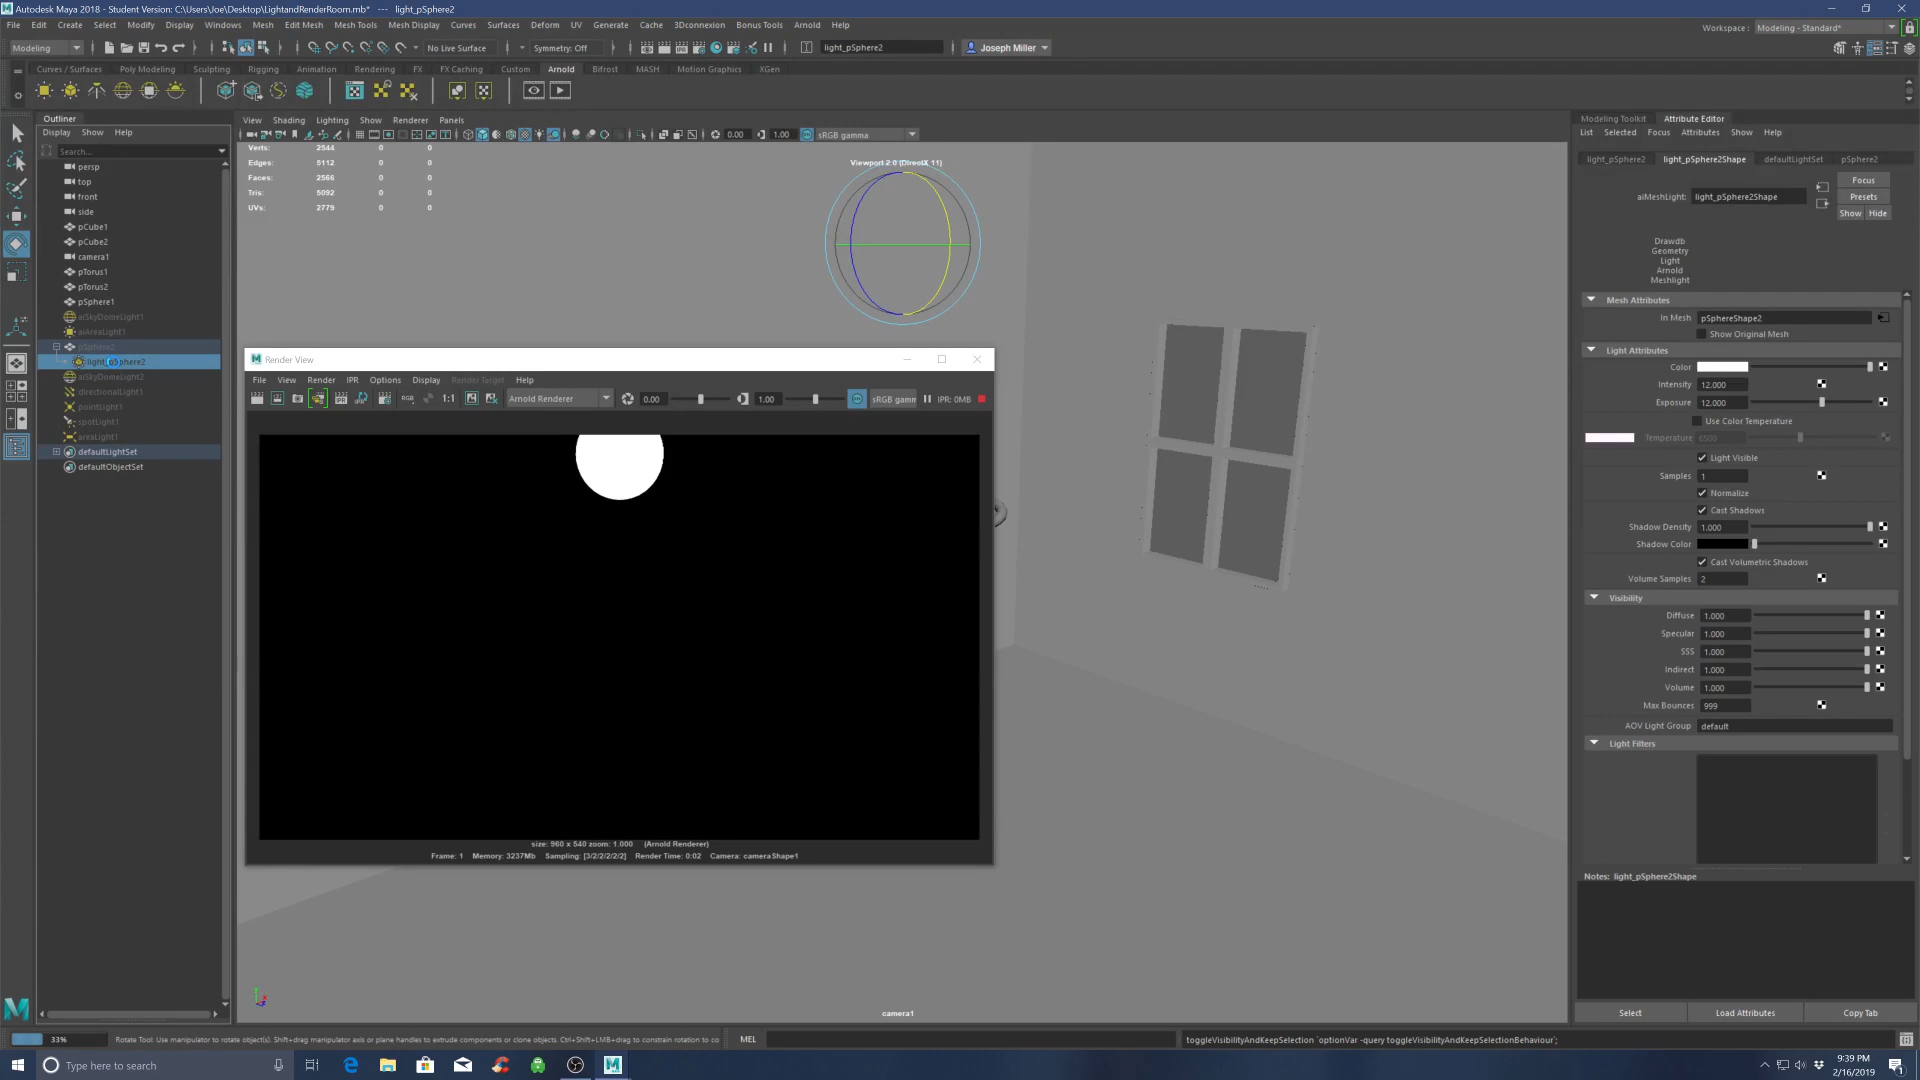 Autodesk Maya 2018 - Student Version: C:\Users\Joe\Desktop\LightandRenderRoom.mb* --- light_pSphere2
File Edit Create Select Modify Display Windows Mesh Edit Mesh Mesh Tools Mesh Display Curves Surfaces Deform UV Generate Cache 3Dconnexion Bonus Tools Arnold Help
Workspace : Modeling - Standard*
Modeling No Live Surface Symmetry: Off light_pSphere2 Joseph Miller
Curves / Surfaces Poly Modeling Sculpting Rigging Animation Rendering FX FX Caching Custom Arnold Bifrost MASH Motion Graphics XGen
Outliner
Display Show Help
Search...
persp
top
front
side
pCube1
pCube2
camera1
pTorus1
pTorus2
pSphere1
aiSkyDomeLight1
aiAreaLight1
pSphere2
light_pSphere2
aiSkyDomeLight2
directionalLight1
pointLight1
spotLight1
areaLight1
defaultLightSet
defaultObjectSet
View Shading Lighting Show Renderer Panels
0.00 1.00 sRGB gamma
Verts: 2544 0 0
Edges: 5112 0 0
Faces: 2566 0 0
Tris: 5092 0 0
UVs: 2779 0 0
Viewport 2.0 (DirectX 11)
Render View
File View Render IPR Options Display Render Target Help
RGB 1:1 Arnold Renderer 0.00 1.00 sRGB gamm IPR: 0MB
size: 960 x 540 zoom: 1.000 (Arnold Renderer)
Frame: 1 Memory: 3237Mb Sampling: [3/2/2/2/2/2] Render Time: 0:02 Camera: cameraShape1
camera1
Modeling Toolkit Attribute Editor
List Selected Focus Attributes Show Help
light_pSphere2 light_pSphere2Shape defaultLightSet pSphere2
aiMeshLight: light_pSphere2Shape
Focus
Presets
Show Hide
Drawdb
Geometry
Light
Arnold
Meshlight
Mesh Attributes
In Mesh pSphereShape2
Show Original Mesh
Light Attributes
Color
Intensity 12.000
Exposure 12.000
Use Color Temperature
Temperature 6500
Light Visible
Samples 1
Normalize
Cast Shadows
Shadow Density 1.000
Shadow Color
Cast Volumetric Shadows
Volume Samples 2
Visibility
Diffuse 1.000
Specular 1.000
SSS 1.000
Indirect 1.000
Volume 1.000
Max Bounces 999
AOV Light Group default
Light Filters
Notes: light_pSphere2Shape
Select Load Attributes Copy Tab
33% Rotate Tool: Use manipulator to rotate object(s). Shift+drag manipulator axis or plane handles to extrude components or clone objects. Ctrl+Shift+LMB+drag to constrain rotation to co MEL toggleVisibilityAndKeepSelection `optionVar -query toggleVisibilityAndKeepSelectionBehaviour`;
Type here to search
9:39 PM
2/16/2019